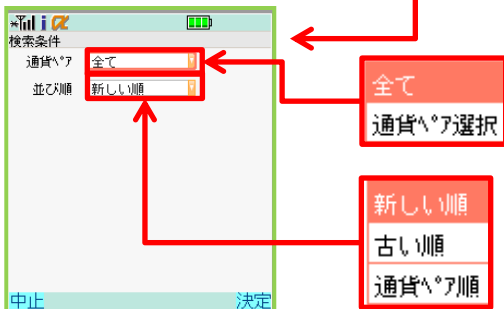 i α
検索条件
通貨ﾍﾟｱ 全て
並び順 新しい順
中止 決定
全て
通貨ﾍﾟｱ選択
新しい順
古い順
通貨ﾍﾟｱ順